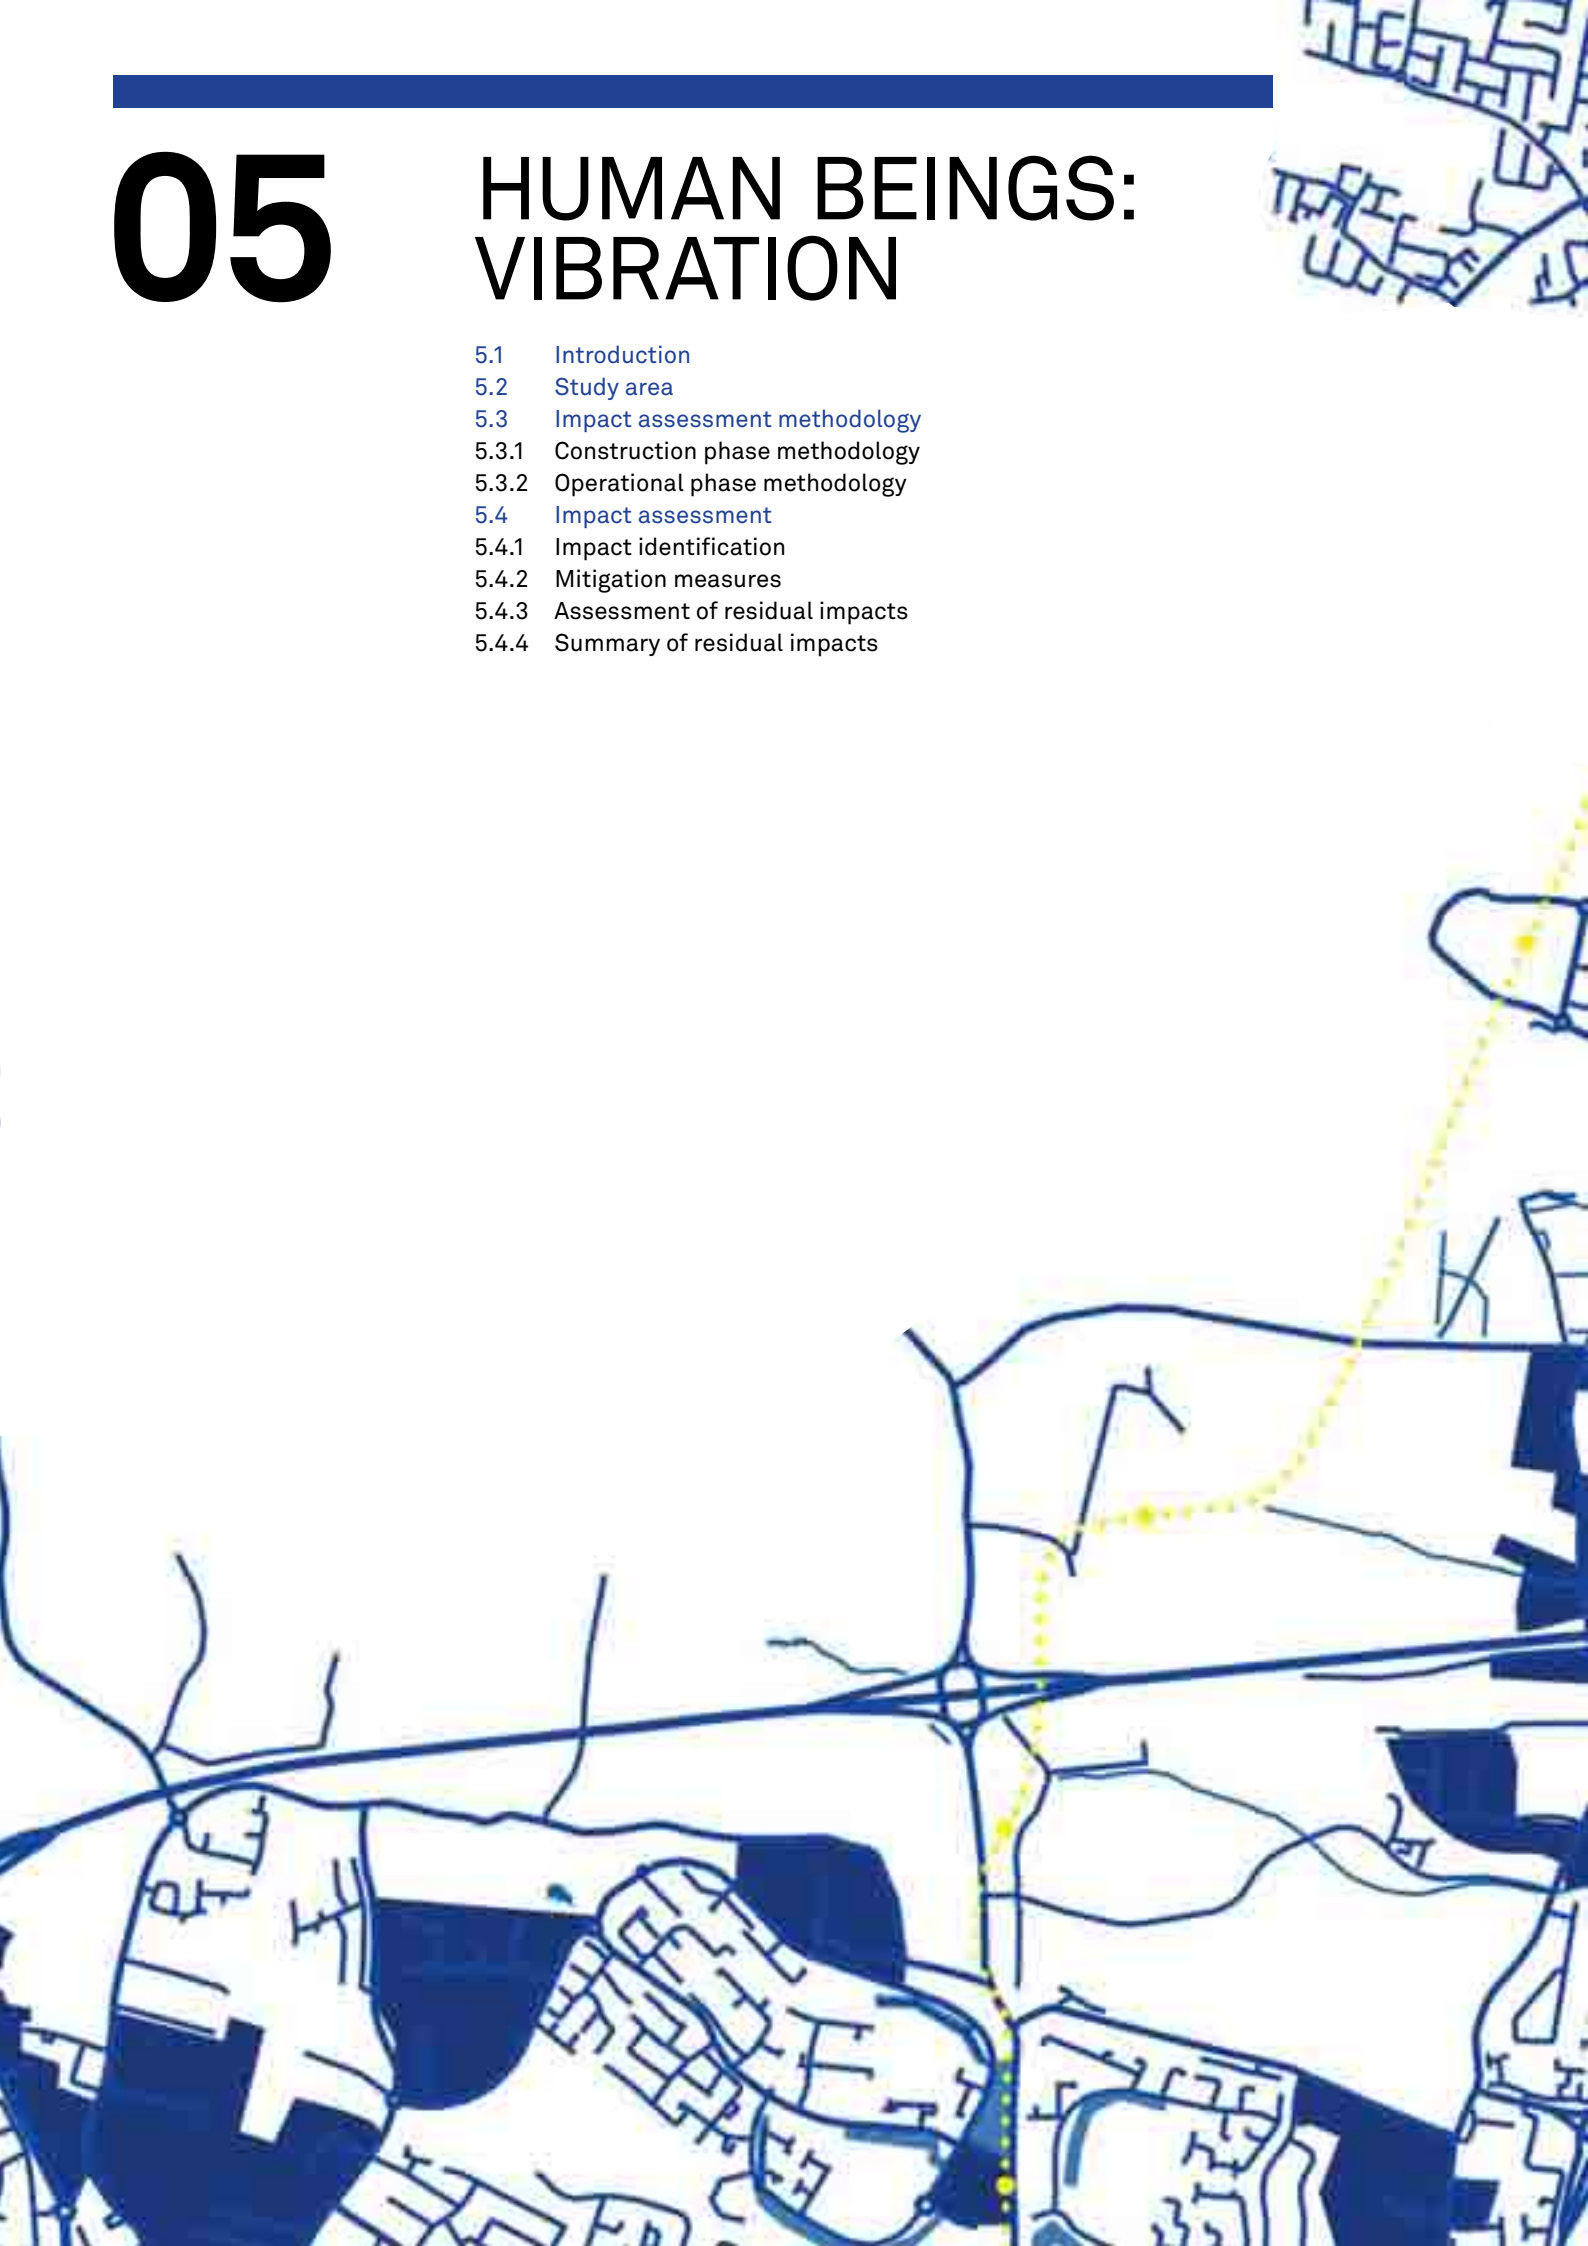 05
HUMAN BEINGS:
VIBRATION
5.1 Introduction
5.2 Study area
5.3 Impact assessment methodology
5.3.1 Construction phase methodology
5.3.2 Operational phase methodology
5.4 Impact assessment
5.4.1 Impact identification
5.4.2 Mitigation measures
5.4.3 Assessment of residual impacts
5.4.4 Summary of residual impacts